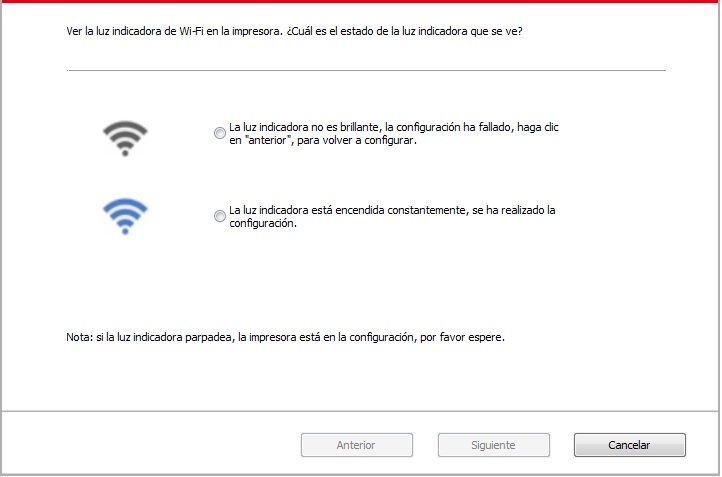 Ver la luz indicadora de Wi-Fi en la impresora. ¿Cuál es el estado de la luz indicadora que se ve?
La luz indicadora no es brillante, la configuración ha fallado, haga clic
en "anterior", para volver a configurar.
La luz indicadora está encendida constantemente, se ha realizado la
configuración.
Nota: si la luz indicadora parpadea, la impresora está en la configuración, por favor espere.
Anterior
Siguiente
Cancelar